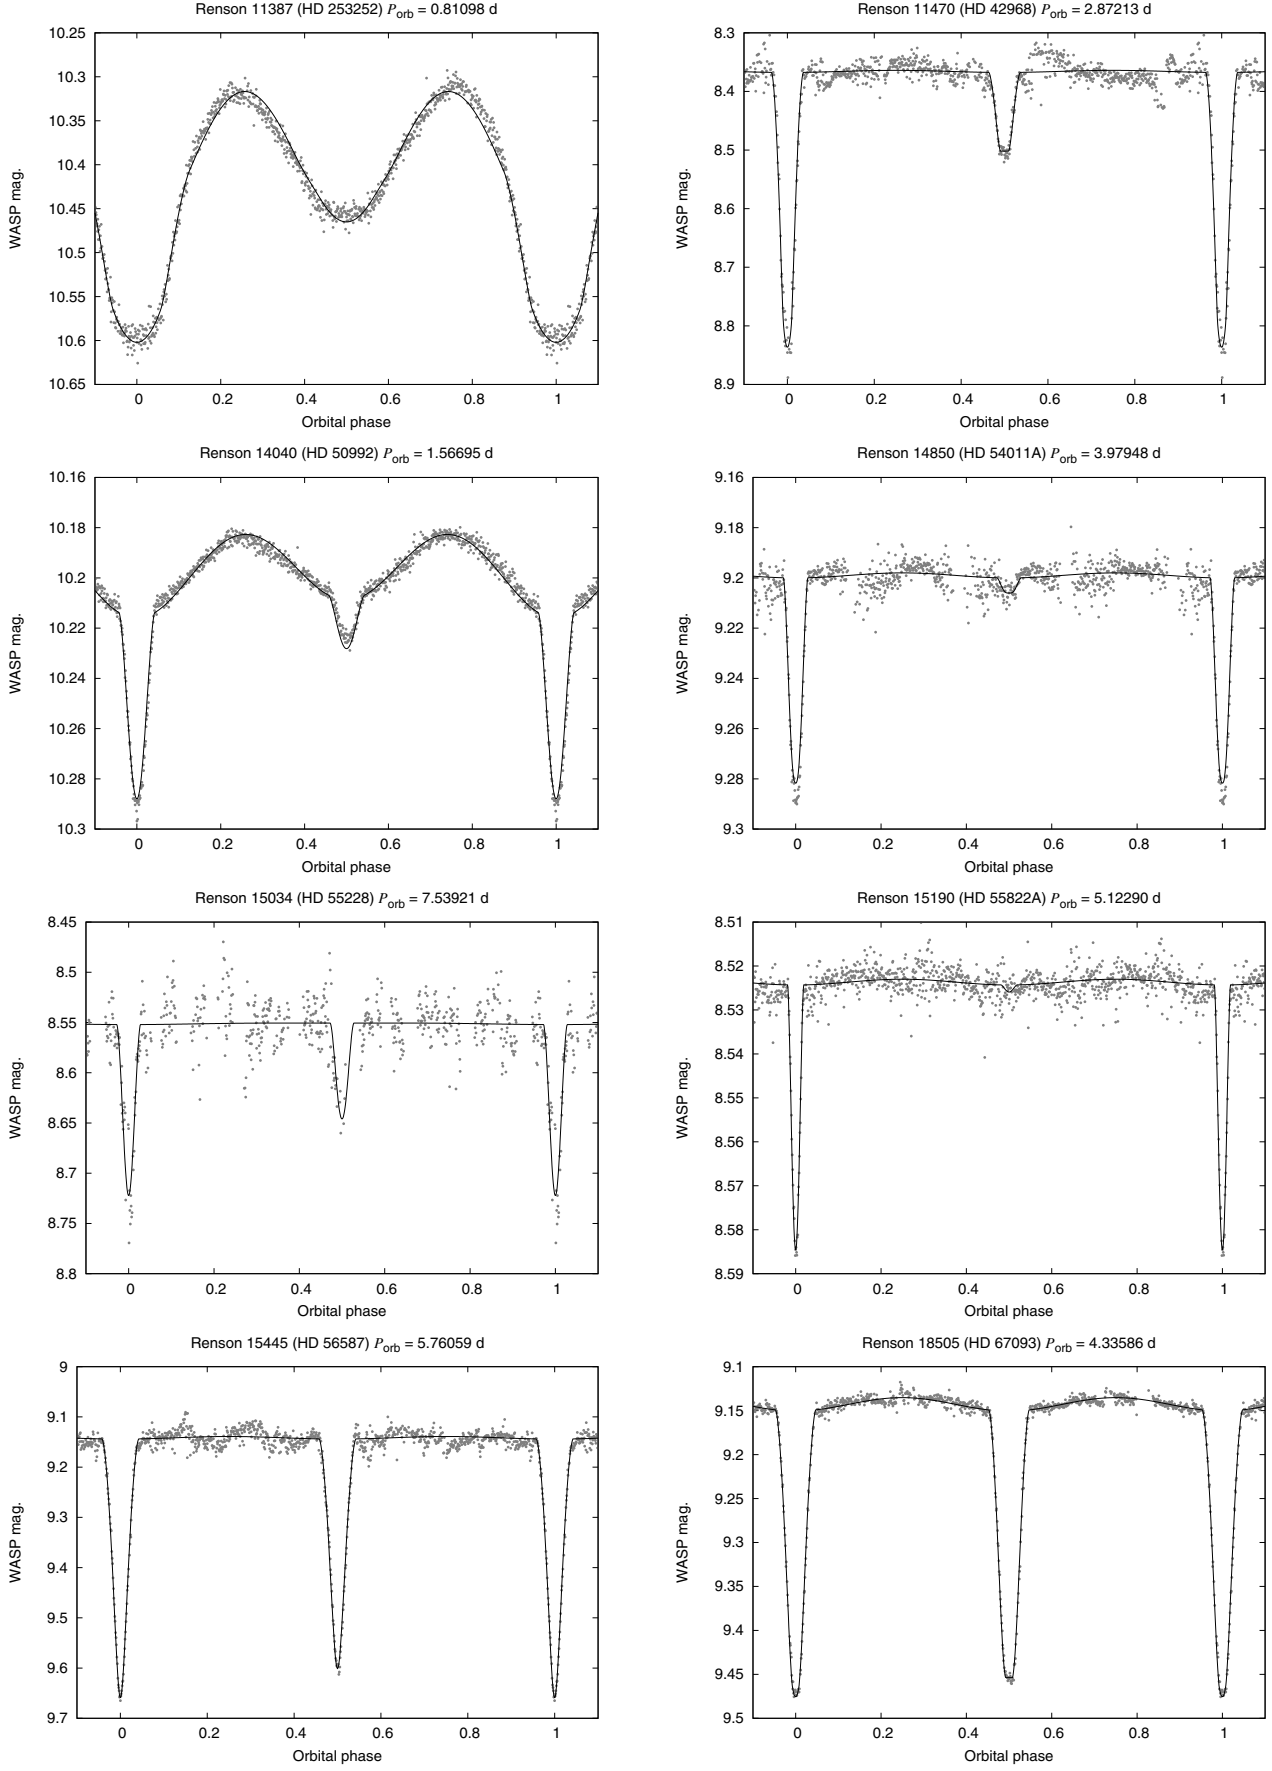 Renson 11387 (HD 253252) Porb = 0.81098 d
10.25
10.3
10.35
10.4
10.45
10.5
10.55
10.6
10.65
WASP mag.
0 0.2 0.4 0.6 0.8 1
Orbital phase
Renson 11470 (HD 42968) Porb = 2.87213 d
8.3
8.4
8.5
8.6
8.7
8.8
8.9
WASP mag.
0 0.2 0.4 0.6 0.8 1
Orbital phase
Renson 14040 (HD 50992) Porb = 1.56695 d
10.16
10.18
10.2
10.22
10.24
10.26
10.28
10.3
WASP mag.
0 0.2 0.4 0.6 0.8 1
Orbital phase
Renson 14850 (HD 54011A) Porb = 3.97948 d
9.16
9.18
9.2
9.22
9.24
9.26
9.28
9.3
WASP mag.
0 0.2 0.4 0.6 0.8 1
Orbital phase
Renson 15034 (HD 55228) Porb = 7.53921 d
8.45
8.5
8.55
8.6
8.65
8.7
8.75
8.8
WASP mag.
0 0.2 0.4 0.6 0.8 1
Orbital phase
Renson 15190 (HD 55822A) Porb = 5.12290 d
8.51
8.52
8.53
8.54
8.55
8.56
8.57
8.58
8.59
WASP mag.
0 0.2 0.4 0.6 0.8 1
Orbital phase
Renson 15445 (HD 56587) Porb = 5.76059 d
9
9.1
9.2
9.3
9.4
9.5
9.6
9.7
WASP mag.
0 0.2 0.4 0.6 0.8 1
Orbital phase
Renson 18505 (HD 67093) Porb = 4.33586 d
9.1
9.15
9.2
9.25
9.3
9.35
9.4
9.45
9.5
WASP mag.
0 0.2 0.4 0.6 0.8 1
Orbital phase